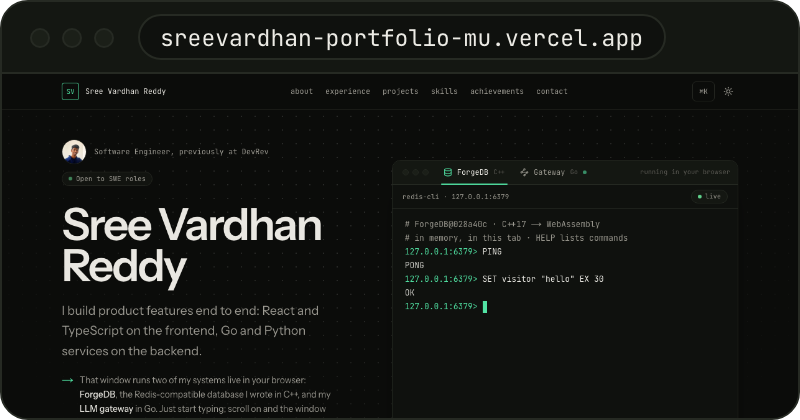 sreevardhan-portfolio-mu.vercel.app
SV Sree Vardhan Reddy about experience projects skills achievements contact ⌘K
Software Engineer, previously at DevRev
Open to SWE roles
Sree Vardhan
Reddy
I build product features end to end: React and
TypeScript on the frontend, Go and Python
services on the backend.
→ That window runs two of my systems live in your browser:
ForgeDB, the Redis-compatible database I wrote in C++, and my
LLM gateway in Go. Just start typing; scroll on and the window
ForgeDB C++ Gateway Go running in your browser
redis-cli · 127.0.0.1:6379 live
# ForgeDB@028a40c · C++17 → WebAssembly
# in memory, in this tab · HELP lists commands
127.0.0.1:6379> PING
PONG
127.0.0.1:6379> SET visitor "hello" EX 30
OK
127.0.0.1:6379>